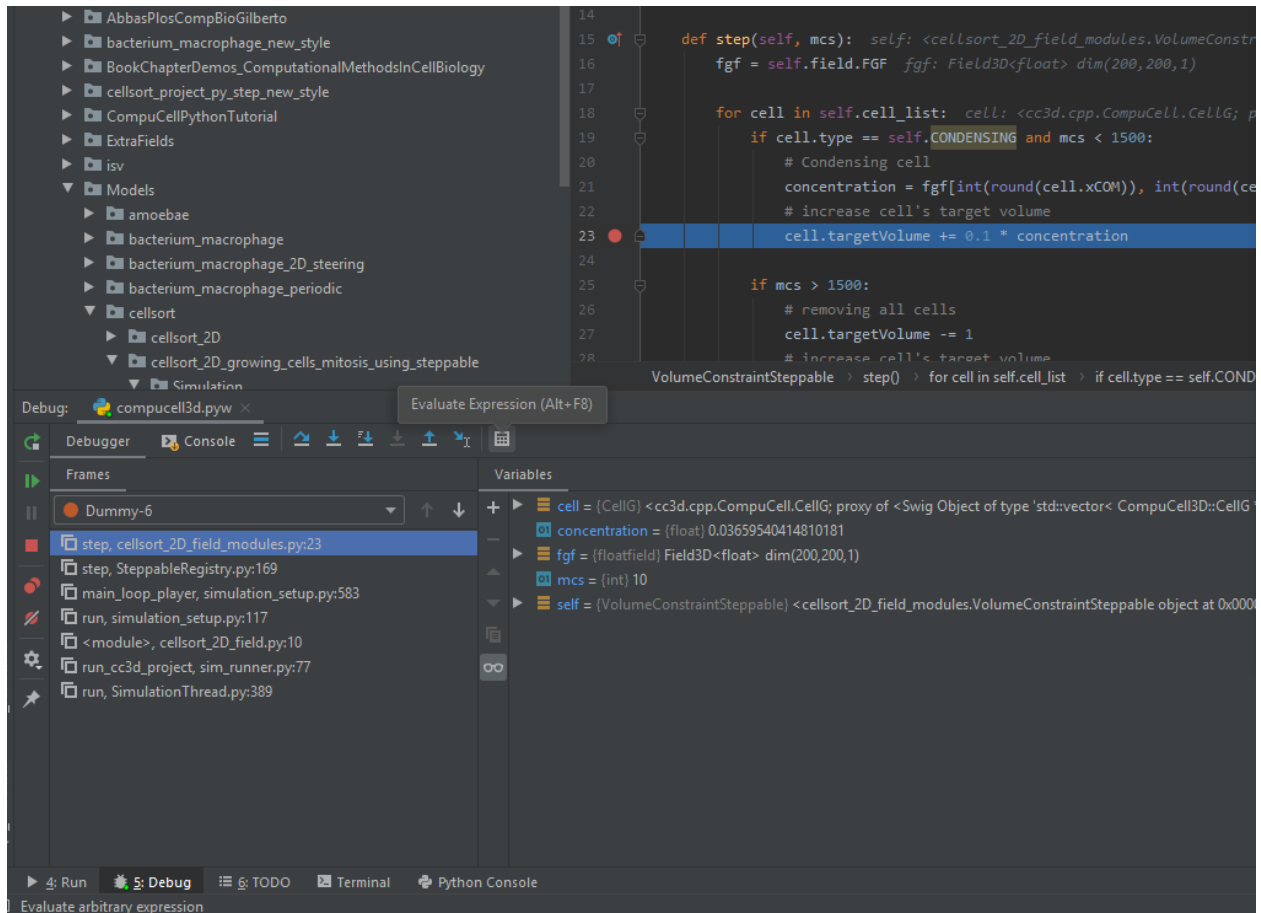 AbbasPlosCompBioGilberto
bacterium_macrophage_new_style
BookChapterDemos_ComputationalMethodsInCellBiology
cellsort_project_py_step_new_style
CompuCellPythonTutorial
ExtraFields
isv
Models
amoebae
bacterium_macrophage
bacterium_macrophage_2D_steering
bacterium_macrophage_periodic
cellsort
cellsort_2D
cellsort_2D_growing_cells_mitosis_using_steppable
Simulation
14
15 def step(self, mcs): self: <cellsort_2D_field_modules.VolumeConstr
16 fgf = self.field.FGF fgf: Field3D<float> dim(200,200,1)
17
18 for cell in self.cell_list: cell: <cc3d.cpp.CompuCell.CellG; p
19 if cell.type == self.CONDENSING and mcs < 1500:
20 # Condensing cell
21 concentration = fgf[int(round(cell.xCOM)), int(round(ce
22 # increase cell's target volume
23 cell.targetVolume += 0.1 * concentration
24
25 if mcs > 1500:
26 # removing all cells
27 cell.targetVolume -= 1
28 # increase cell's target volume
VolumeConstraintSteppable › step() › for cell in self.cell_list › if cell.type == self.COND
Debug: compucell3d.pyw ×
Evaluate Expression (Alt+F8)
Debugger Console
Frames
Variables
Dummy-6
step, cellsort_2D_field_modules.py:23
step, SteppableRegistry.py:169
main_loop_player, simulation_setup.py:583
run, simulation_setup.py:117
<module>, cellsort_2D_field.py:10
run_cc3d_project, sim_runner.py:77
run, SimulationThread.py:389
cell = {CellG} <cc3d.cpp.CompuCell.CellG; proxy of <Swig Object of type 'std::vector< CompuCell3D::CellG *
concentration = {float} 0.03659540414810181
fgf = {floatfield} Field3D<float> dim(200,200,1)
mcs = {int} 10
self = {VolumeConstraintSteppable} <cellsort_2D_field_modules.VolumeConstraintSteppable object at 0x000
4: Run 5: Debug 6: TODO Terminal Python Console
Evaluate arbitrary expression